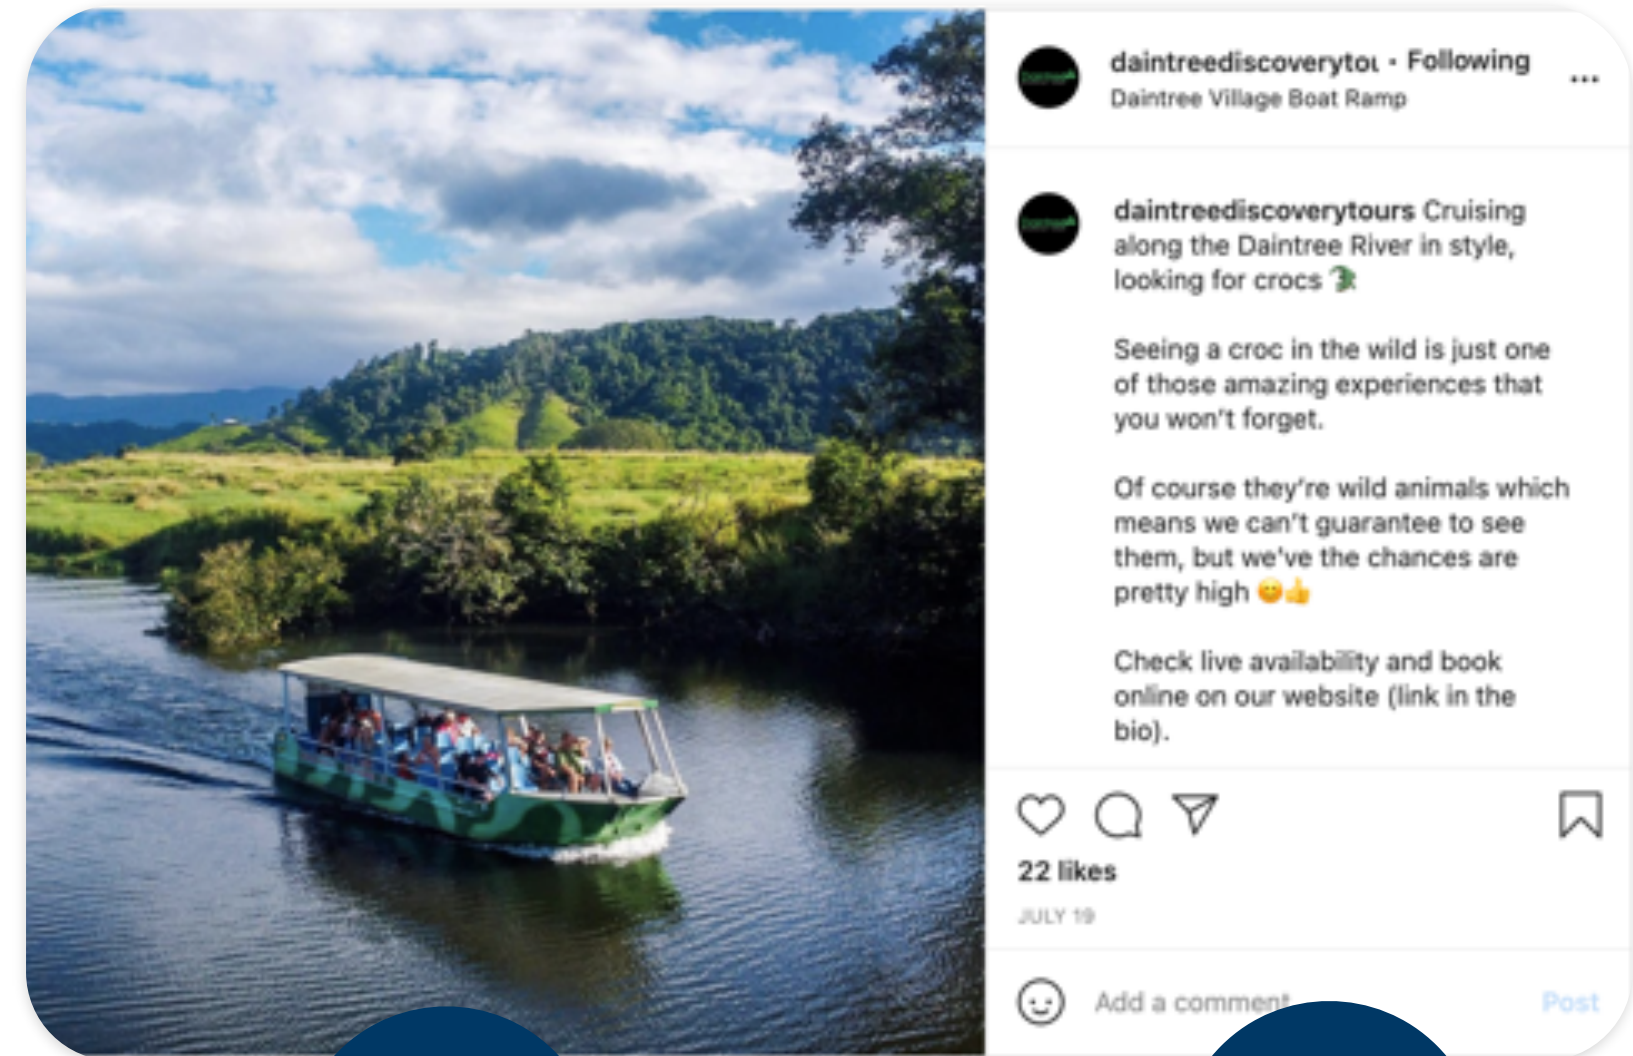 daintreediscoverytou • Following
Daintree Village Boat Ramp
...
daintreediscoverytours Cruising
along the Daintree River in style,
looking for crocs 🐊
Seeing a croc in the wild is just one
of those amazing experiences that
you won't forget.
Of course they're wild animals which
means we can't guarantee to see
them, but we've the chances are
pretty high 😊👍
Check live availability and book
online on our website (link in the
bio).
22 likes
JULY 19
Add a comment
Post